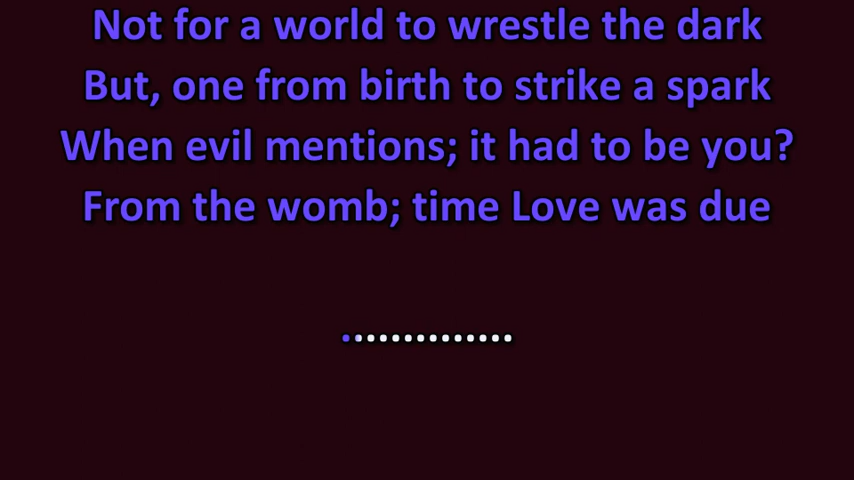 Not for a world to wrestle the dark
But, one from birth to strike a spark
When evil mentions; it had to be you?
From the womb; time Love was due
..............